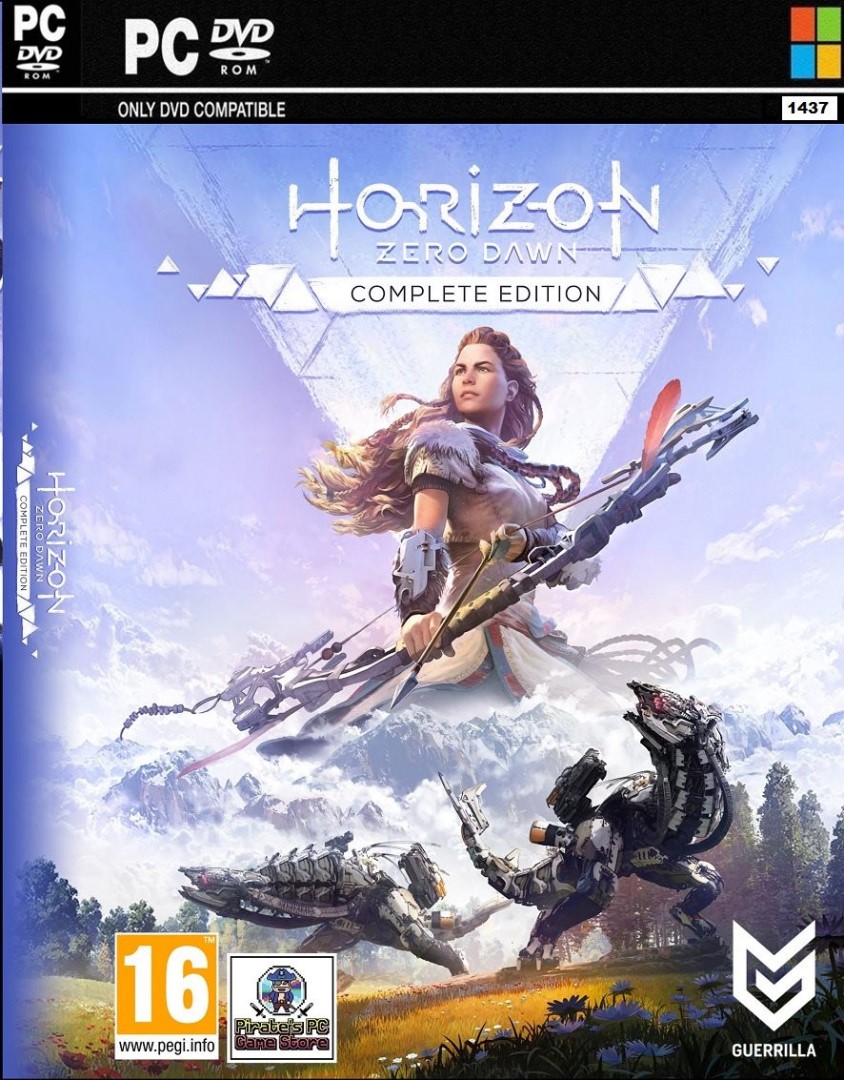 PC
DVD
ROM
PC DVD
ROM
ONLY DVD COMPATIBLE
1437
HORIZON
ZERO DAWN
COMPLETE EDITION
HORIZON
ZERO DAWN
COMPLETE EDITION
16
TM
www.pegi.info
Pirate's PC
Game Store
GUERRILLA